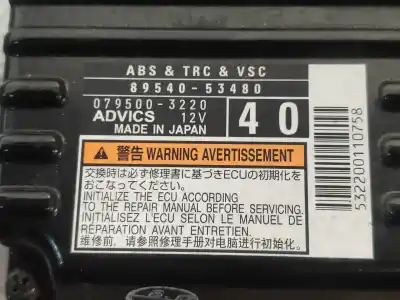 ABS & TRC & VSC
89540-53480
079500-3220
ADVICS 12V
MADE IN JAPAN
40
532200110758
警告 WARNING AVERTISSEMENT
交換時は必ず修理書に基づきECUの初期化を
おこなってください。
INITIALIZE THE ECU ACCORDING
TO THE REPAIR MANUAL BEFORE SERVICING.
INITIALISEZ L'ECU SELON LE MANUEL DE
RÉPARATION AVANT ENTRETIEN.
维修前,请参照修理手册对电脑进行初始化。